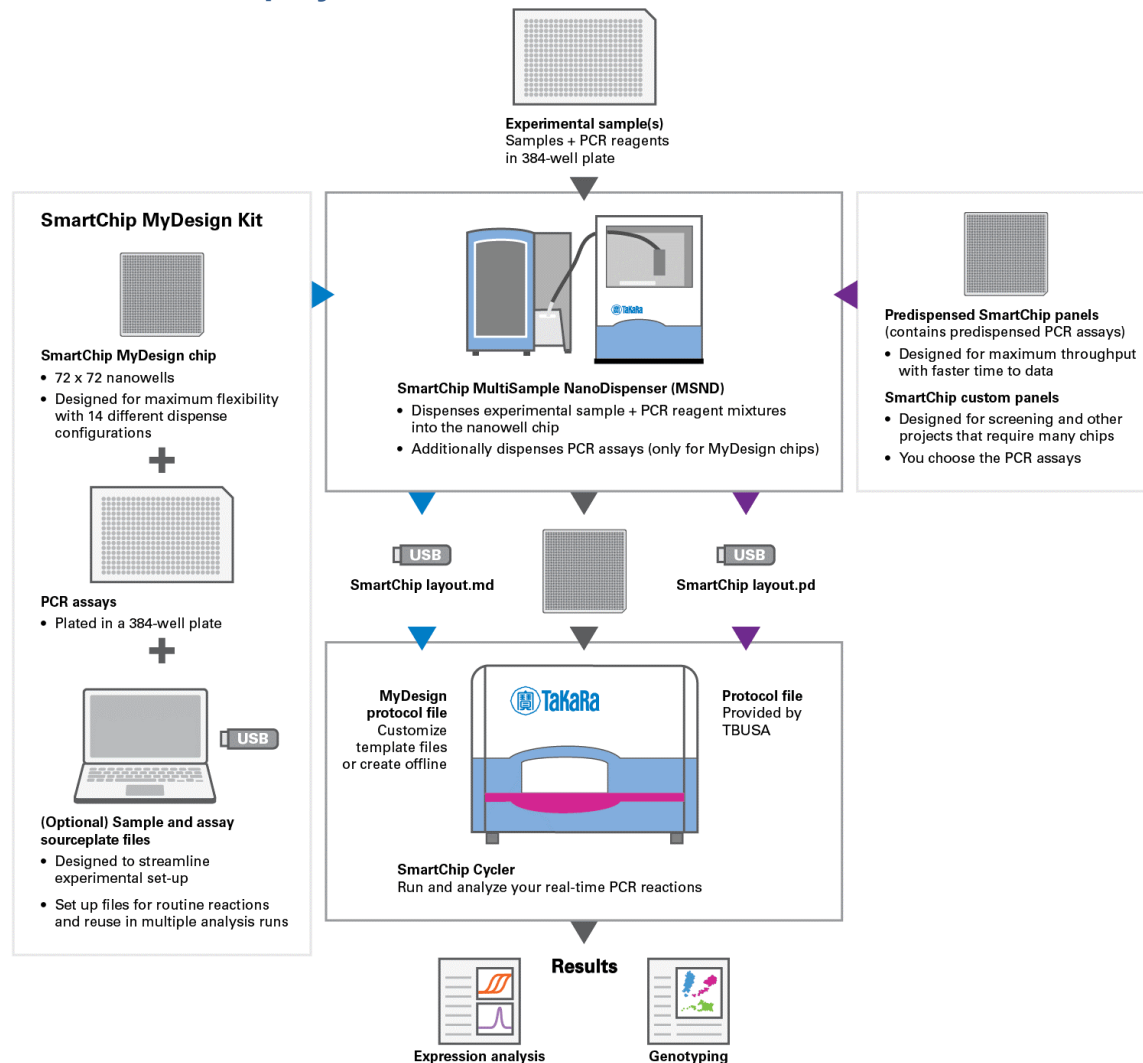 Experimental sample(s)
Samples + PCR reagents
in 384-well plate
SmartChip MyDesign Kit
SmartChip MyDesign chip
• 72 x 72 nanowells
• Designed for maximum flexibility
with 14 different dispense
configurations
+
PCR assays
• Plated in a 384-well plate
+
USB
(Optional) Sample and assay
sourceplate files
• Designed to streamline
experimental set-up
• Set up files for routine reactions
and reuse in multiple analysis runs
TaKaRa
SmartChip MultiSample NanoDispenser (MSND)
• Dispenses experimental sample + PCR reagent mixtures
into the nanowell chip
• Additionally dispenses PCR assays (only for MyDesign chips)
Predispensed SmartChip panels
(contains predispensed PCR assays)
• Designed for maximum throughput
with faster time to data
SmartChip custom panels
• Designed for screening and other
projects that require many chips
• You choose the PCR assays
USB
SmartChip layout.md
USB
SmartChip layout.pd
MyDesign
protocol file
Customize
template files
or create offline
TaKaRa
Protocol file
Provided by
TBUSA
SmartChip Cycler
Run and analyze your real-time PCR reactions
Results
Expression analysis
Genotyping